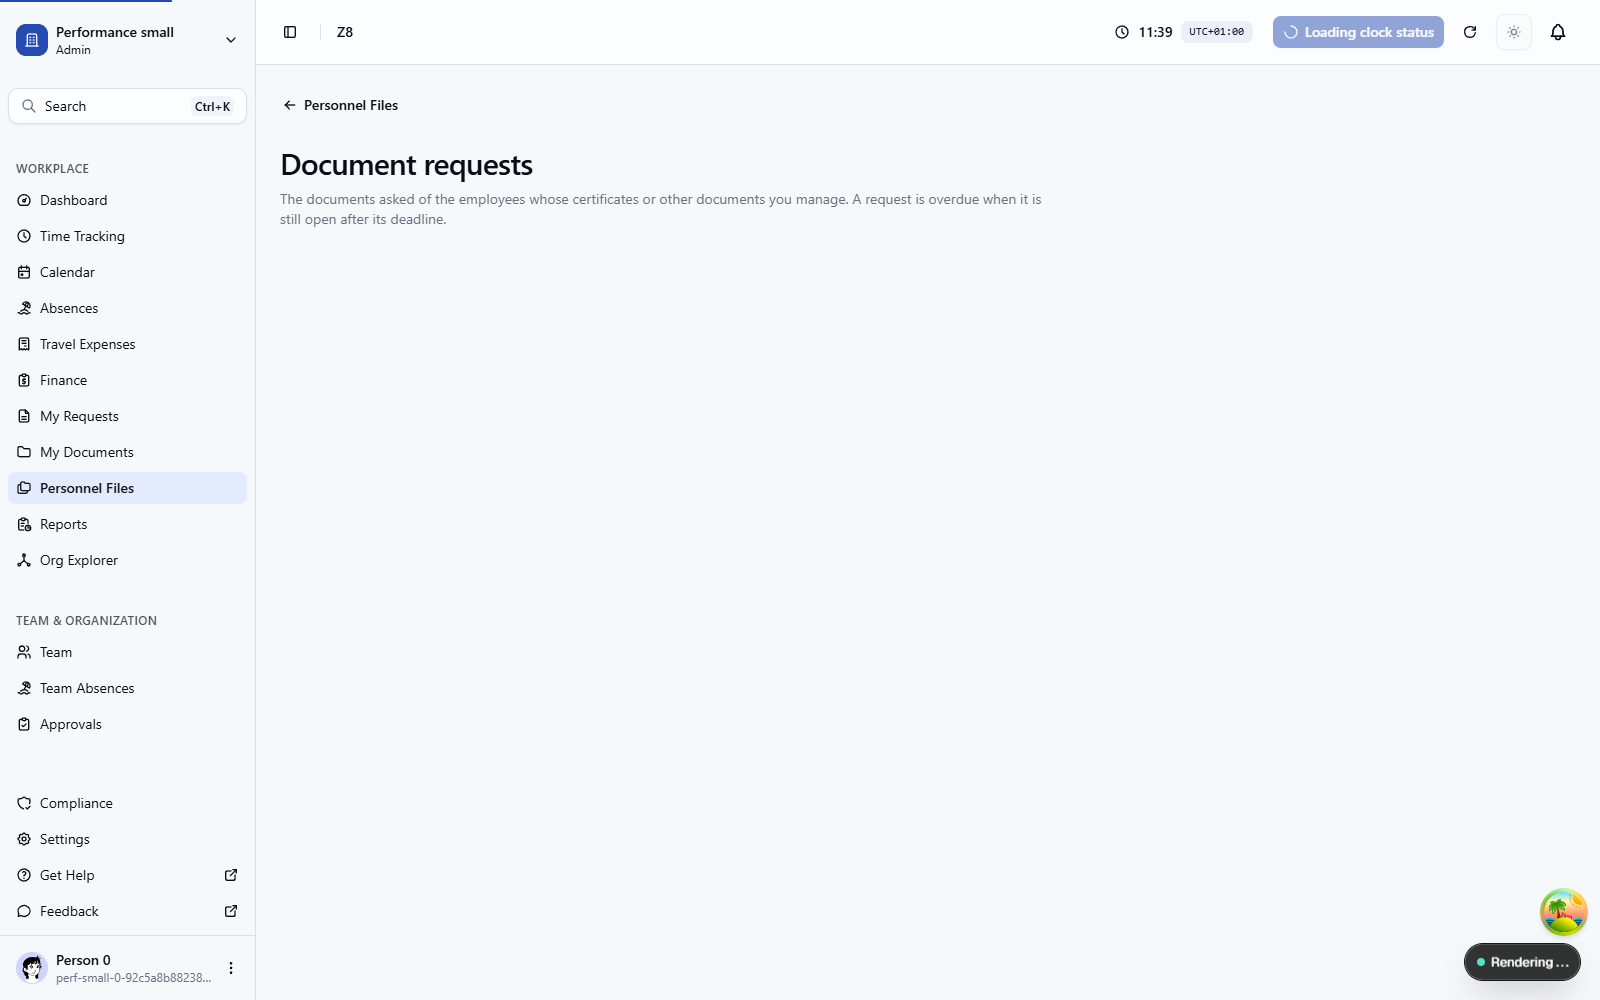 Performance small
Admin
Search
Ctrl+K
WORKPLACE
Dashboard
Time Tracking
Calendar
Absences
Travel Expenses
Finance
My Requests
My Documents
Personnel Files
Reports
Org Explorer
TEAM & ORGANIZATION
Team
Team Absences
Approvals
Compliance
Settings
Get Help
Feedback
Person 0
perf-small-0-92c5a8b88238...
Z8
11:39
UTC+01:00
Loading clock status
Personnel Files
Document requests
The documents asked of the employees whose certificates or other documents you manage. A request is overdue when it is
still open after its deadline.
Rendering ...